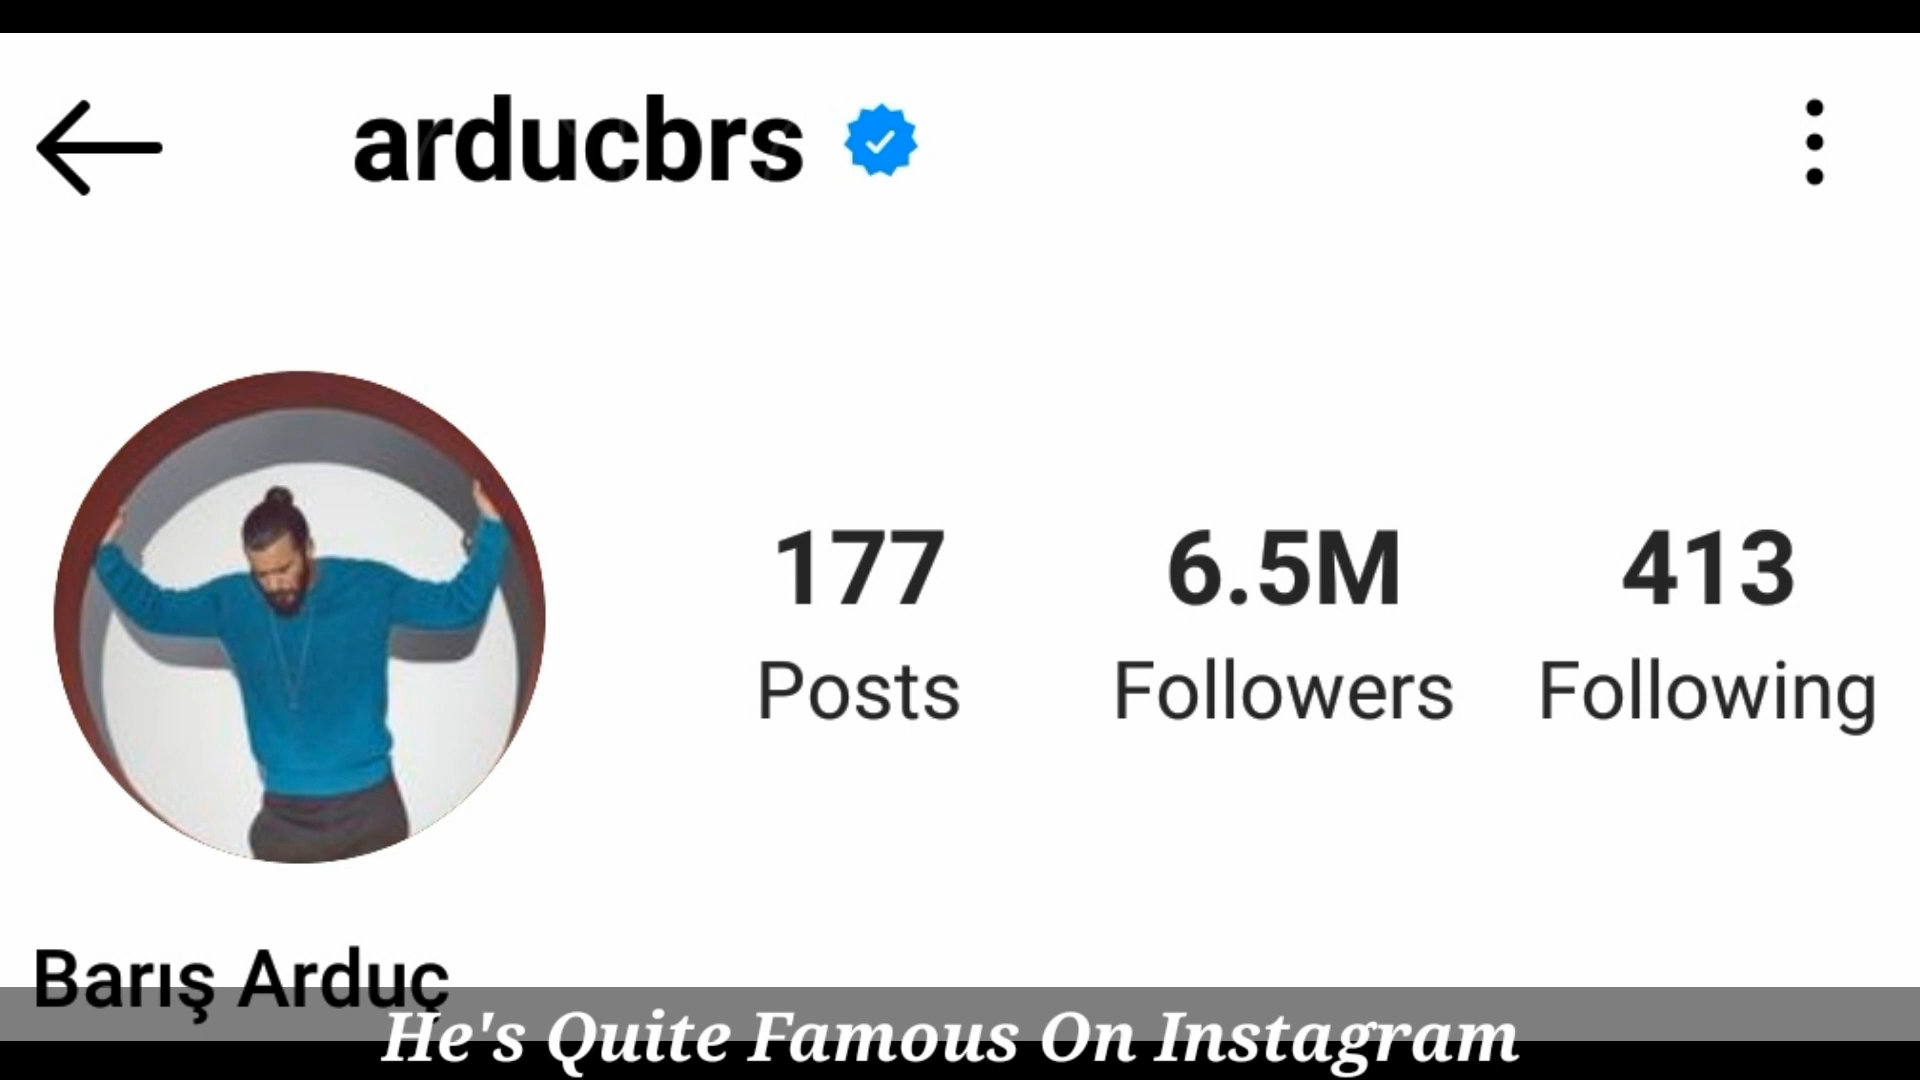 arducbrs
177 6.5M 413
Posts Followers Following
Barış Arduç
He's Quite Famous On Instagram